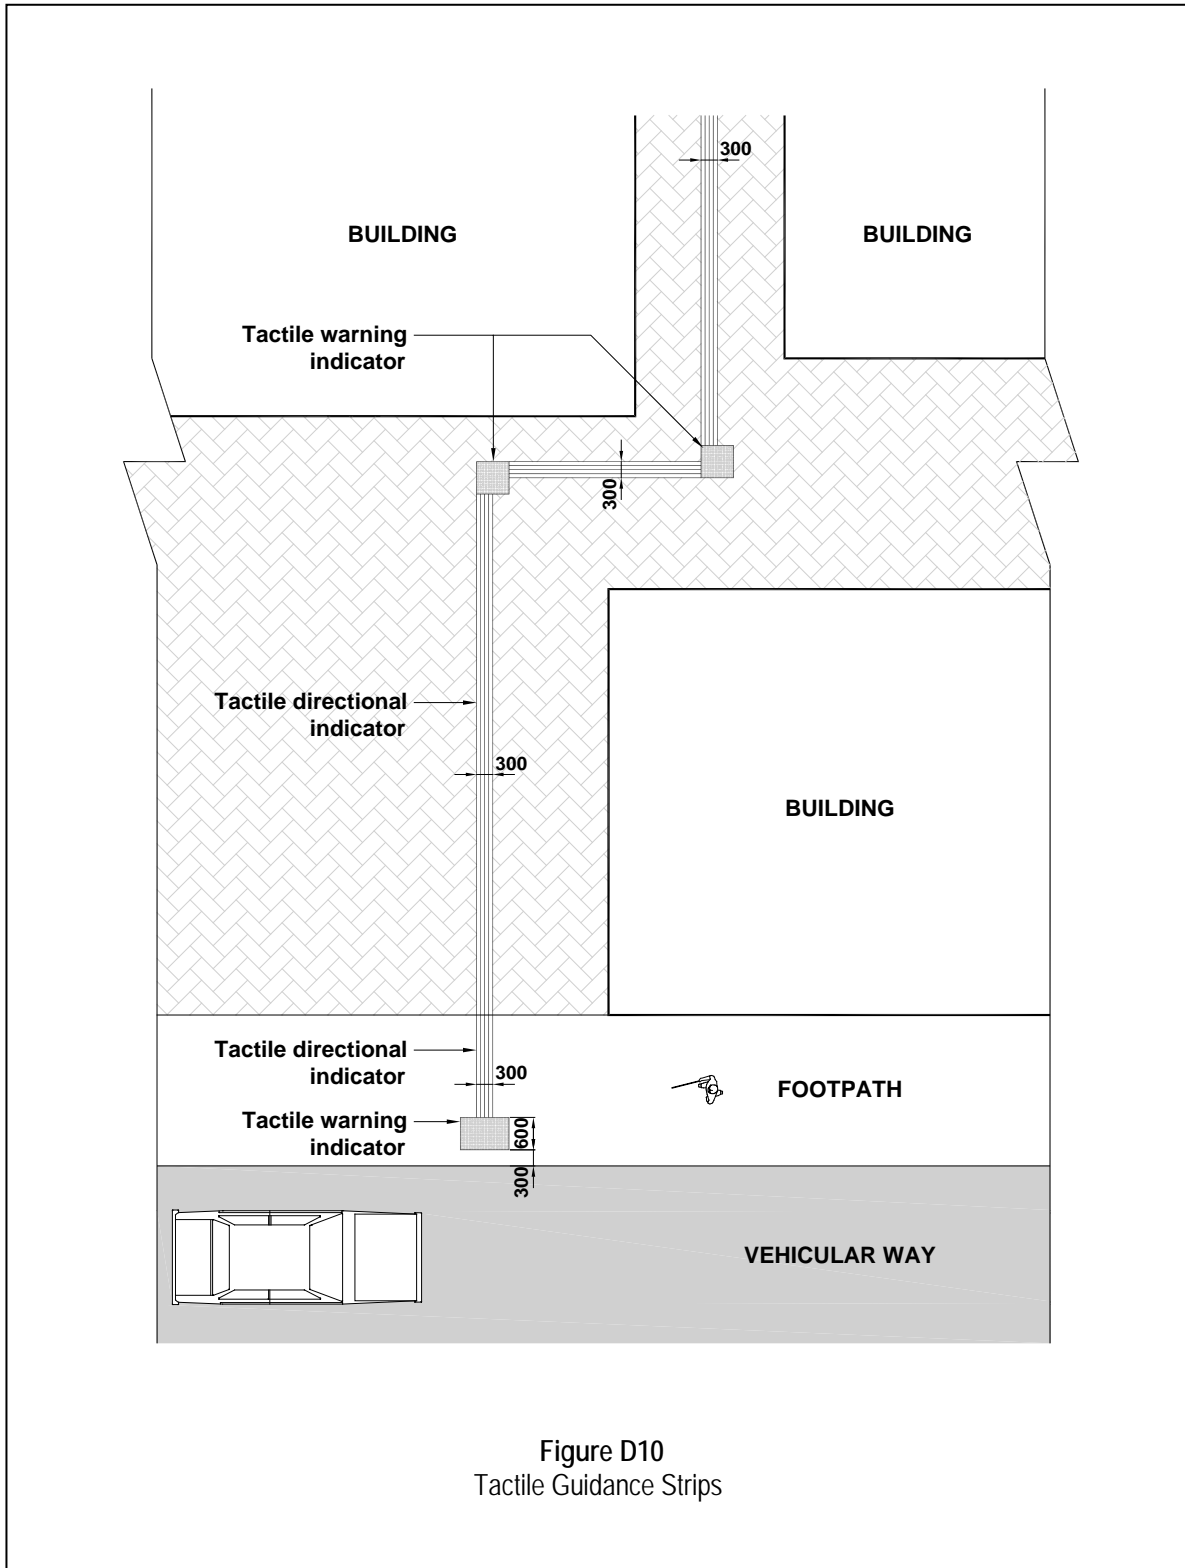 300
BUILDING
BUILDING
Tactile warning
indicator
300
Tactile directional
indicator
300
BUILDING
Tactile directional
indicator
300
FOOTPATH
Tactile warning
indicator
600
300
VEHICULAR WAY
Figure D10
Tactile Guidance Strips